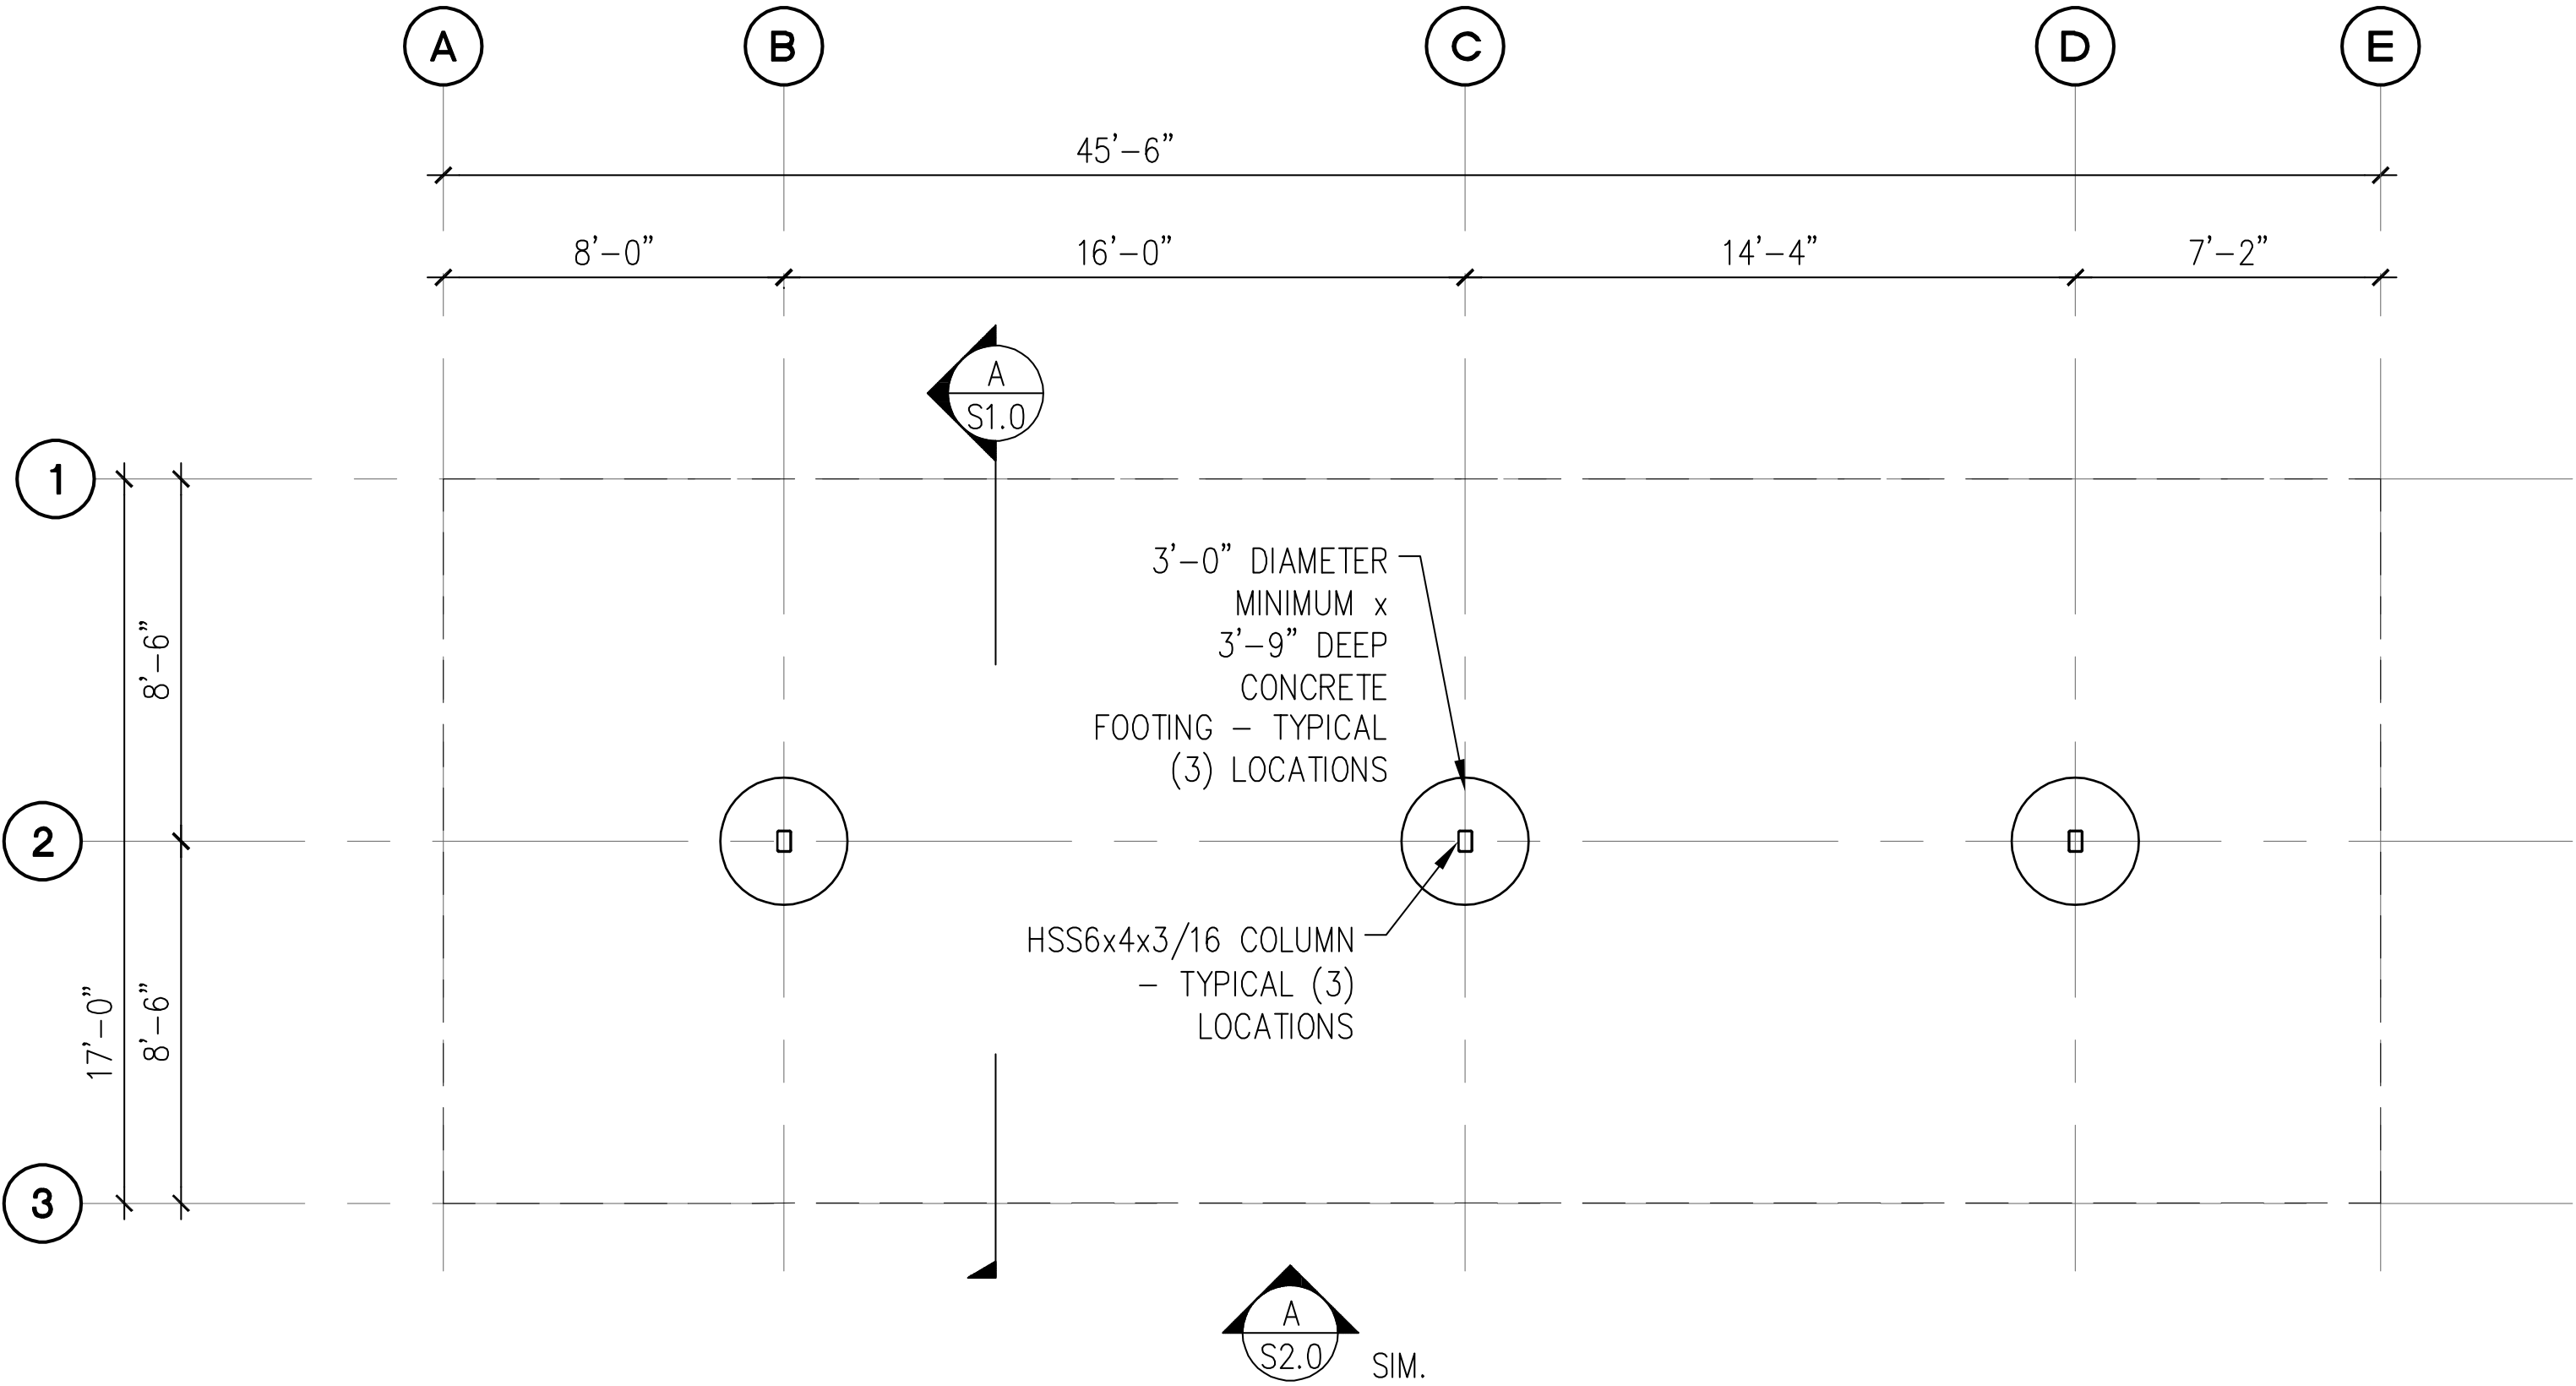 A
B
C
D
E
45'-6"
8'-0"
16'-0"
14'-4"
7'-2"
A
S1.0
1
3'-0" DIAMETER
MINIMUM x
3'-9" DEEP
CONCRETE
FOOTING - TYPICAL
(3) LOCATIONS
8'-6"
2
HSS6x4x3/16 COLUMN
- TYPICAL (3)
LOCATIONS
17'-0"
8'-6"
3
A
S2.0
SIM.